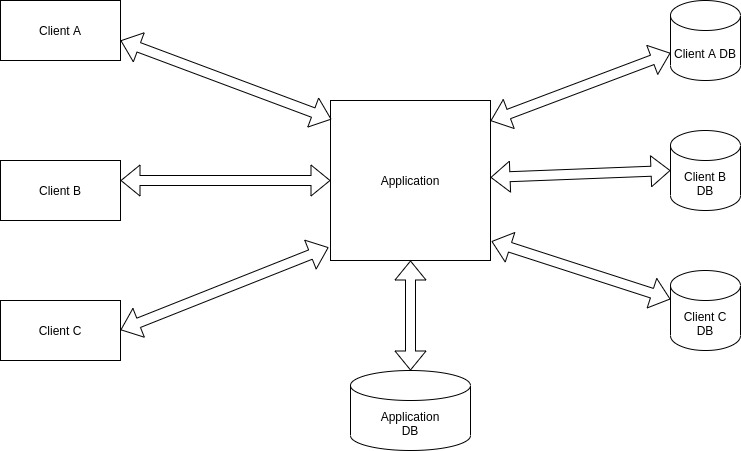 Client A
Client A DB
Client B
Application
Client B
DB
Client C
Client C
DB
Application
DB